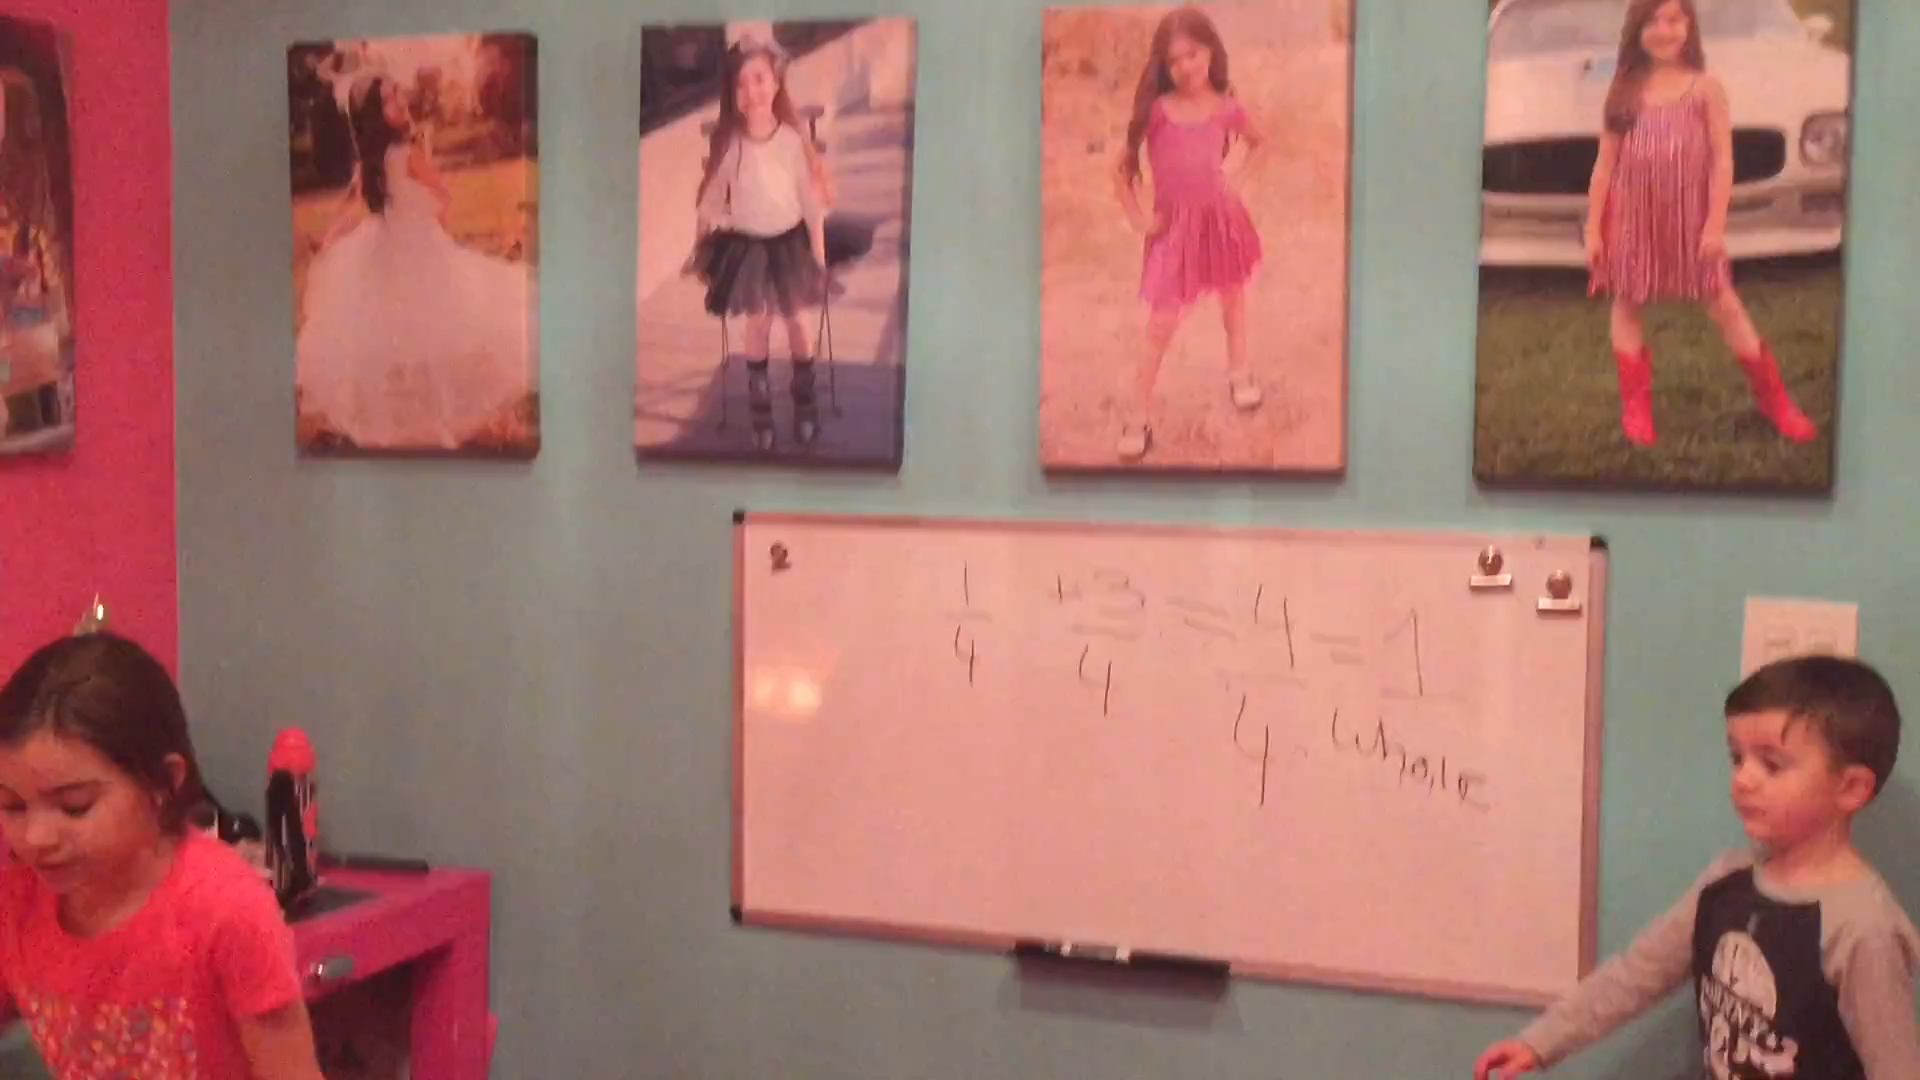 1/4 + 3/4 = 4/4 = 1
whole